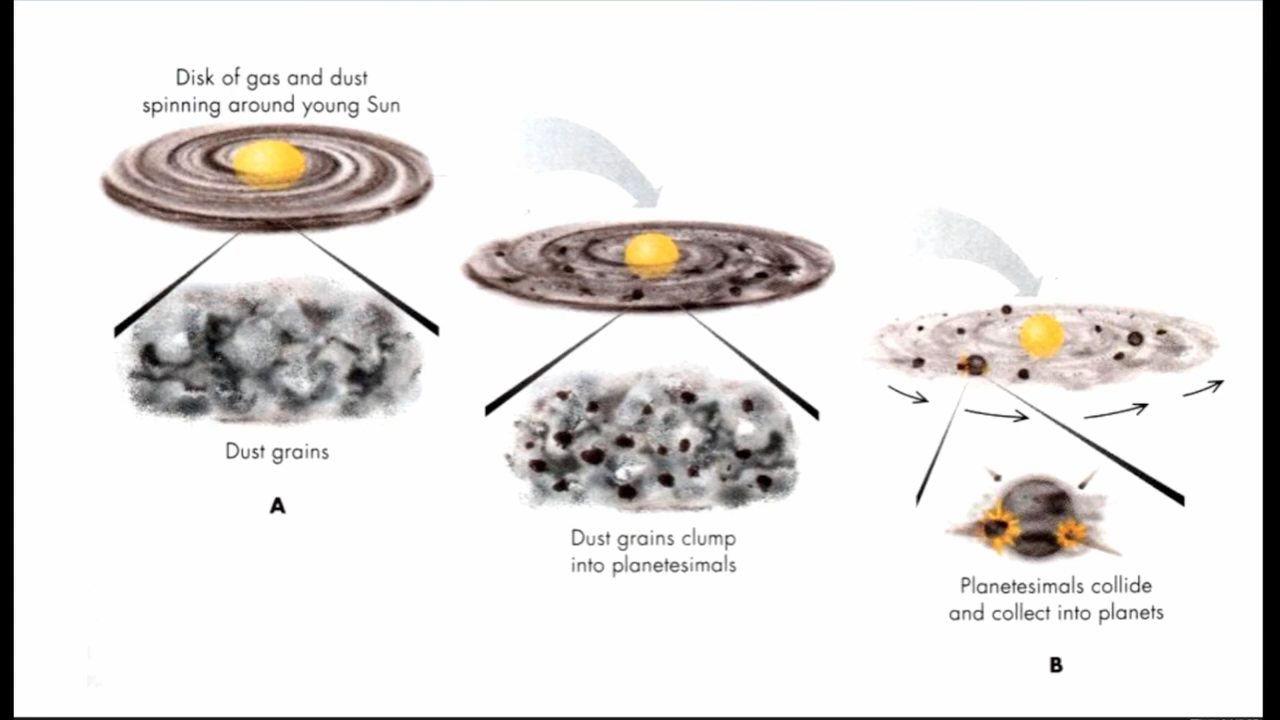 Disk of gas and dust
spinning around young Sun
Dust grains
A
Dust grains clump
into planetesimals
Planetesimals collide
and collect into planets
B